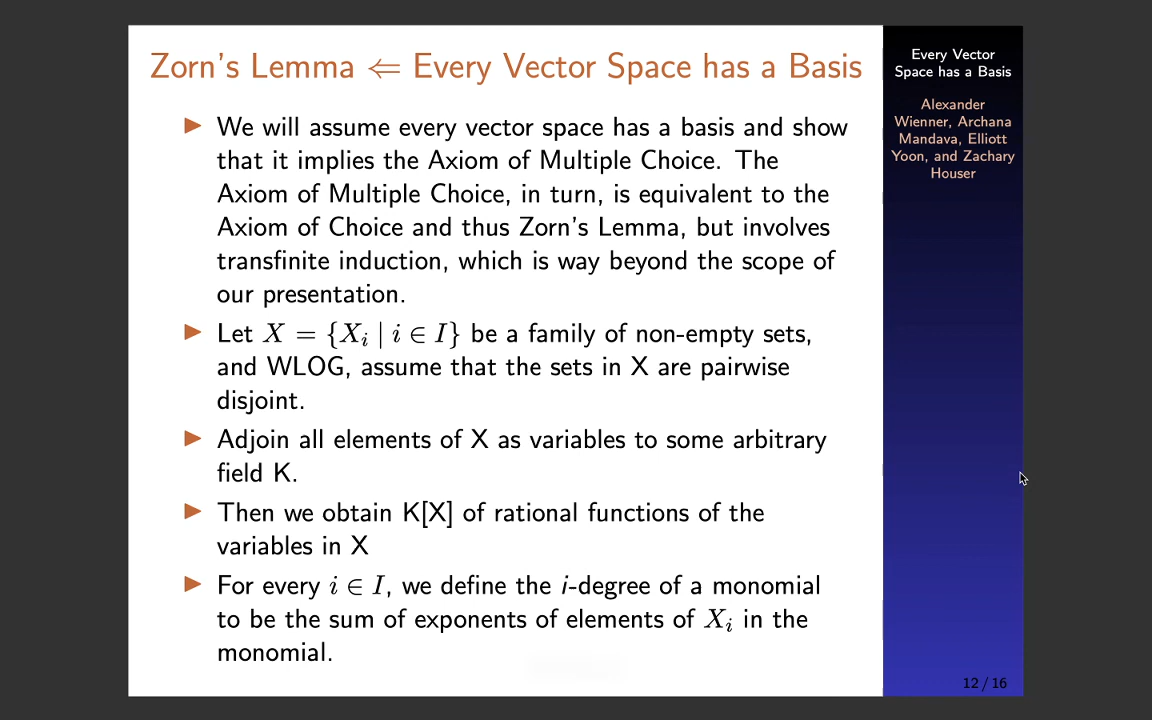 Zorn's Lemma ⇐ Every Vector Space has a Basis
▶ We will assume every vector space has a basis and show
that it implies the Axiom of Multiple Choice. The
Axiom of Multiple Choice, in turn, is equivalent to the
Axiom of Choice and thus Zorn's Lemma, but involves
transfinite induction, which is way beyond the scope of
our presentation.
▶ Let X = {Xᵢ | i ∈ I} be a family of non-empty sets,
and WLOG, assume that the sets in X are pairwise
disjoint.
▶ Adjoin all elements of X as variables to some arbitrary
field K.
▶ Then we obtain K[X] of rational functions of the
variables in X
▶ For every i ∈ I, we define the i-degree of a monomial
to be the sum of exponents of elements of Xᵢ in the
monomial.
Every Vector
Space has a Basis
Alexander
Wienner, Archana
Mandava, Elliott
Yoon, and Zachary
Houser
12 / 16